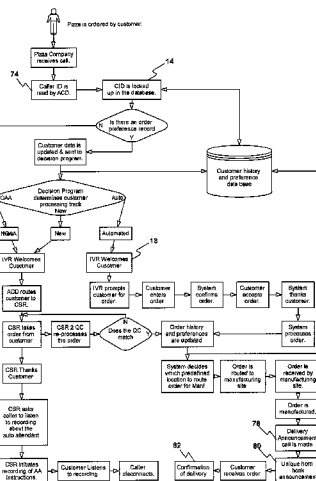 Pizza is ordered by customer.
Pizza Company
receives call.
74
Caller ID is
read by ACD.
14
CID is looked
up in the database.
Is there an order
preference record
Y
Customer data is
updated & sent to
decision program.
Customer history
and preference
data base
Decision Program
determines customer
processing track
New
Auto
New
Automated
IVR Welcomes
Customer
IVR Welcomes
Customer
18
ACD routes
customer to
CSR.
IVR prompts
customer for
order.
Customer
enters
order
System
confirms
order.
Customer
accepts
order.
System
thanks
customer.
CSR takes
order from
customer
CSR 2 QC
re-processes
the order
Does the QC
match
Order history
and preferences
are updated
System
processes
order.
CSR Thanks
Customer
System decides
which predefined
location to route
order for Manf
Order is
routed to
manufacturing
site
Order is
received by
manufacturing
site.
Order is
manufactured.
CSR asks
caller to listen
to recording
about the
auto attendant
78
Delivery
Announcement
call is made
82
80
CSR initiates
recording of AA
instructions.
Customer Listens
to recording
Caller
disconnects.
Confirmation
of delivery
Customer
receives order
Unique horn
honk
announcement